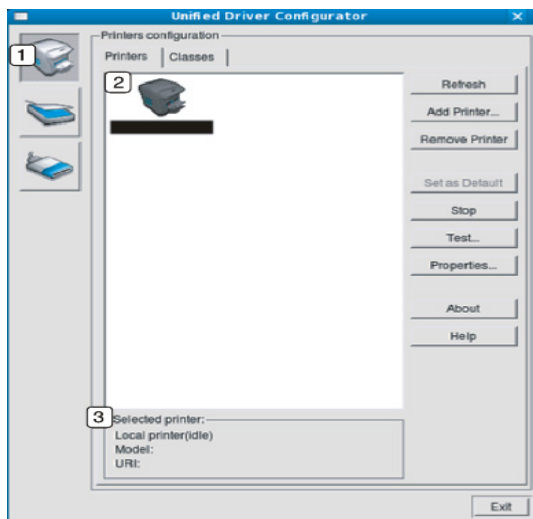 Unified Driver Configurator
Printers configuration
1
Printers
Classes
2
Refresh
Add Printer...
Remove Printer
Set as Default
Stop
Test...
Properties...
About
Help
3
Selected printer:
Local printer(idle)
Model:
URI:
Exit